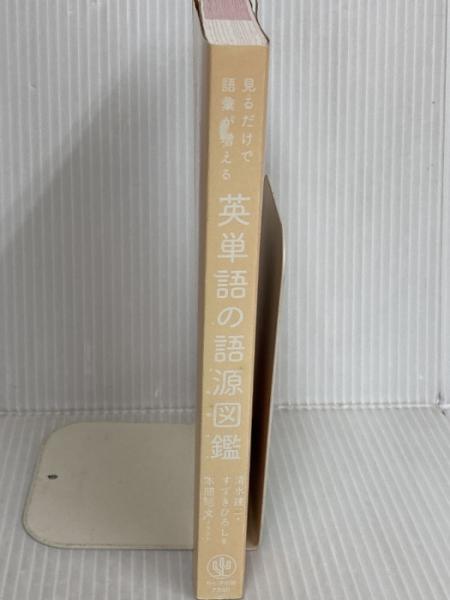 見るだけで
語彙が増える
英単語の語源図鑑
清水建二・
すずきひろし著
本間昭文